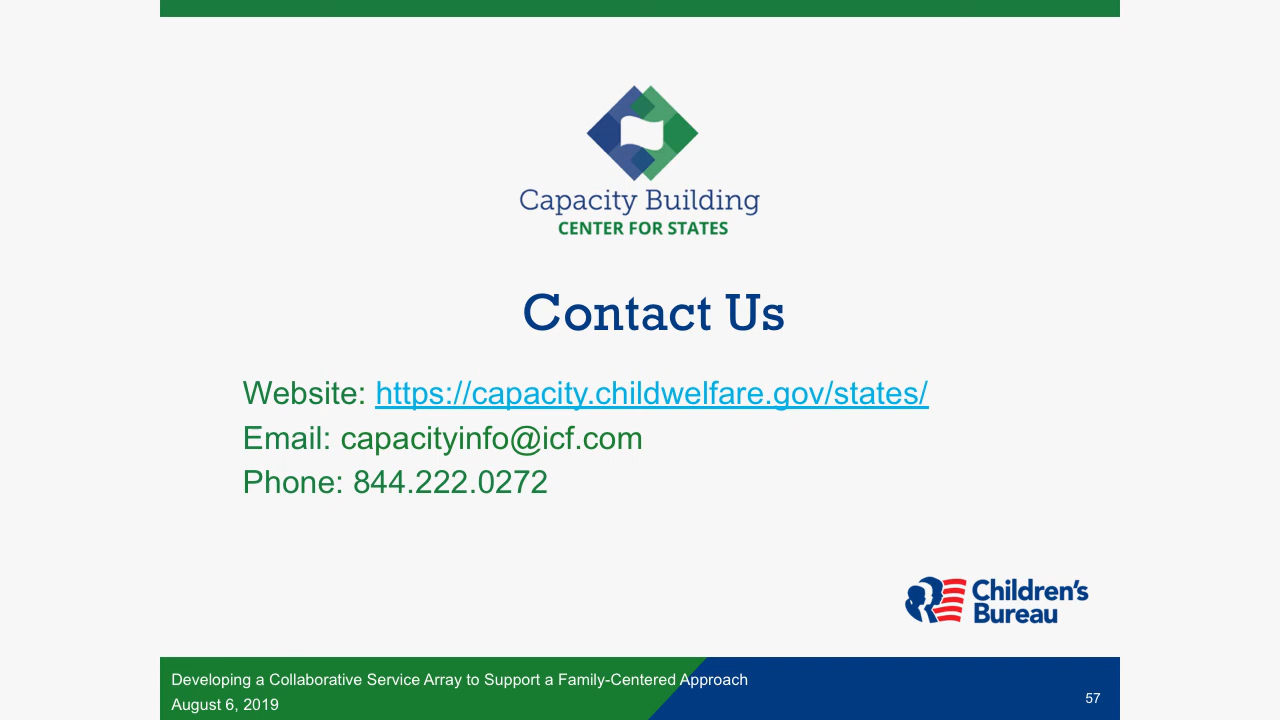 Capacity Building
CENTER FOR STATES
Contact Us
Website: https://capacity.childwelfare.gov/states/
Email: capacityinfo@icf.com
Phone: 844.222.0272
Children's
Bureau
Developing a Collaborative Service Array to Support a Family-Centered Approach
August 6, 2019
57